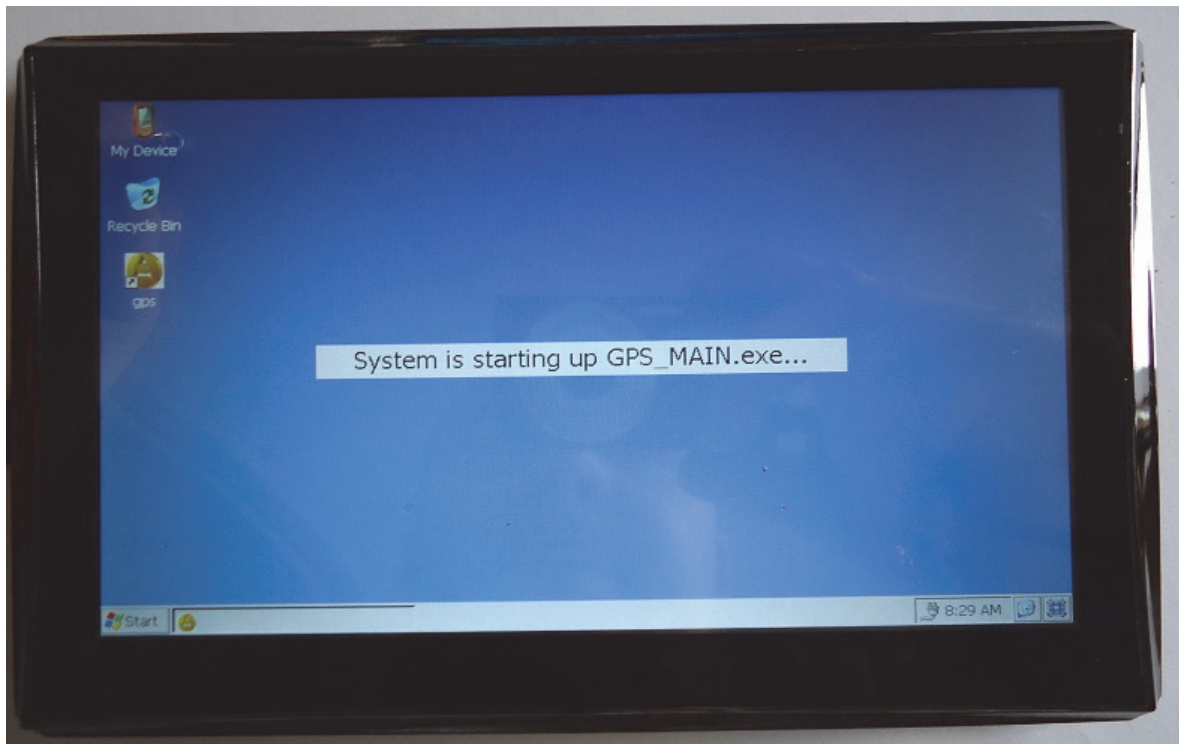 My Device
Recycle Bin
gps
System is starting up GPS_MAIN.exe...
Start
8:29 AM